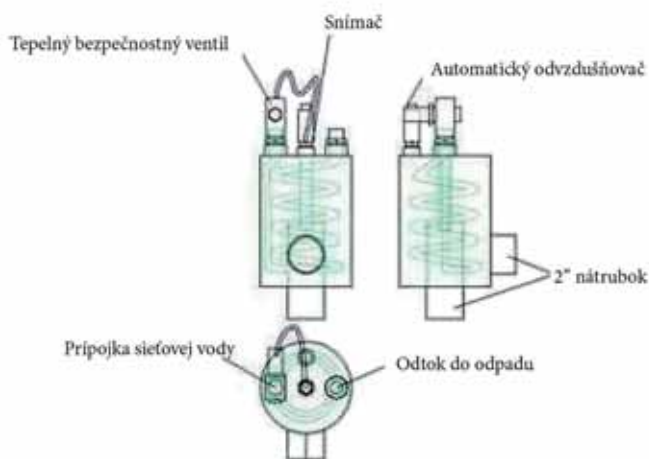 Snímač
Tepelný bezpečnostný ventil
Automatický odvzdušňovač
2" nátrubok
Prípojka sieťovej vody
Odtok do odpadu